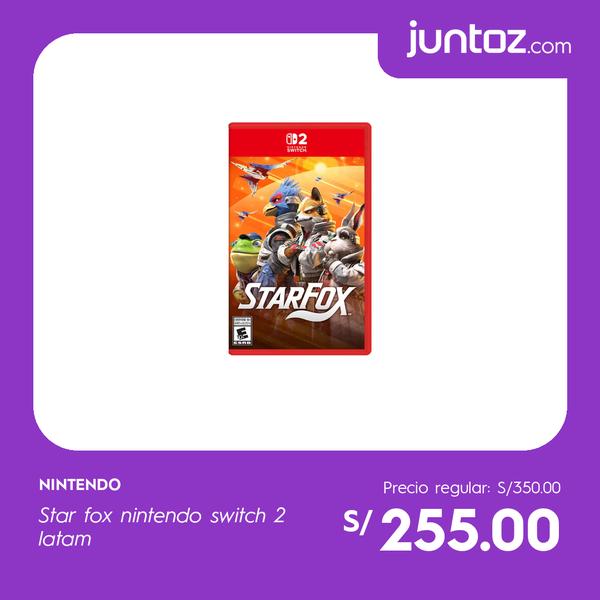 juntoz.com
2
NINTENDO
SWITCH
STARFOX
E
ESRB
NINTENDO
Precio regular: S/350.00
Star fox nintendo switch 2
latam
S/ 255.00